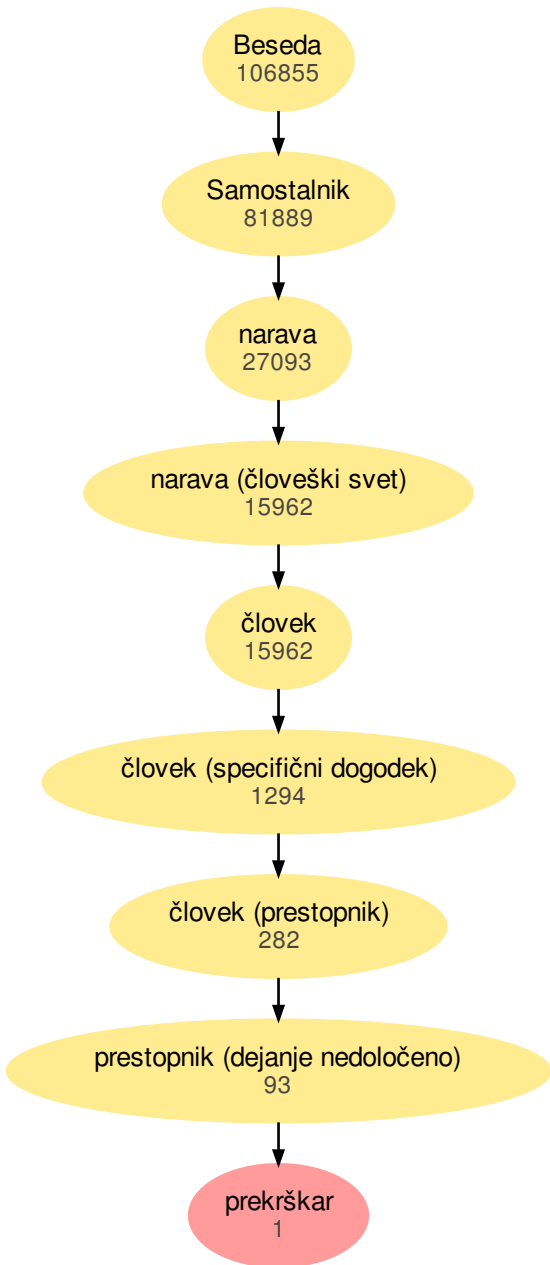 Beseda
106855
Samostalnik
81889
narava
27093
narava (človeški svet)
15962
človek
15962
človek (specifični dogodek)
1294
človek (prestopnik)
282
prestopnik (dejanje nedoločeno)
93
prekrškar
1